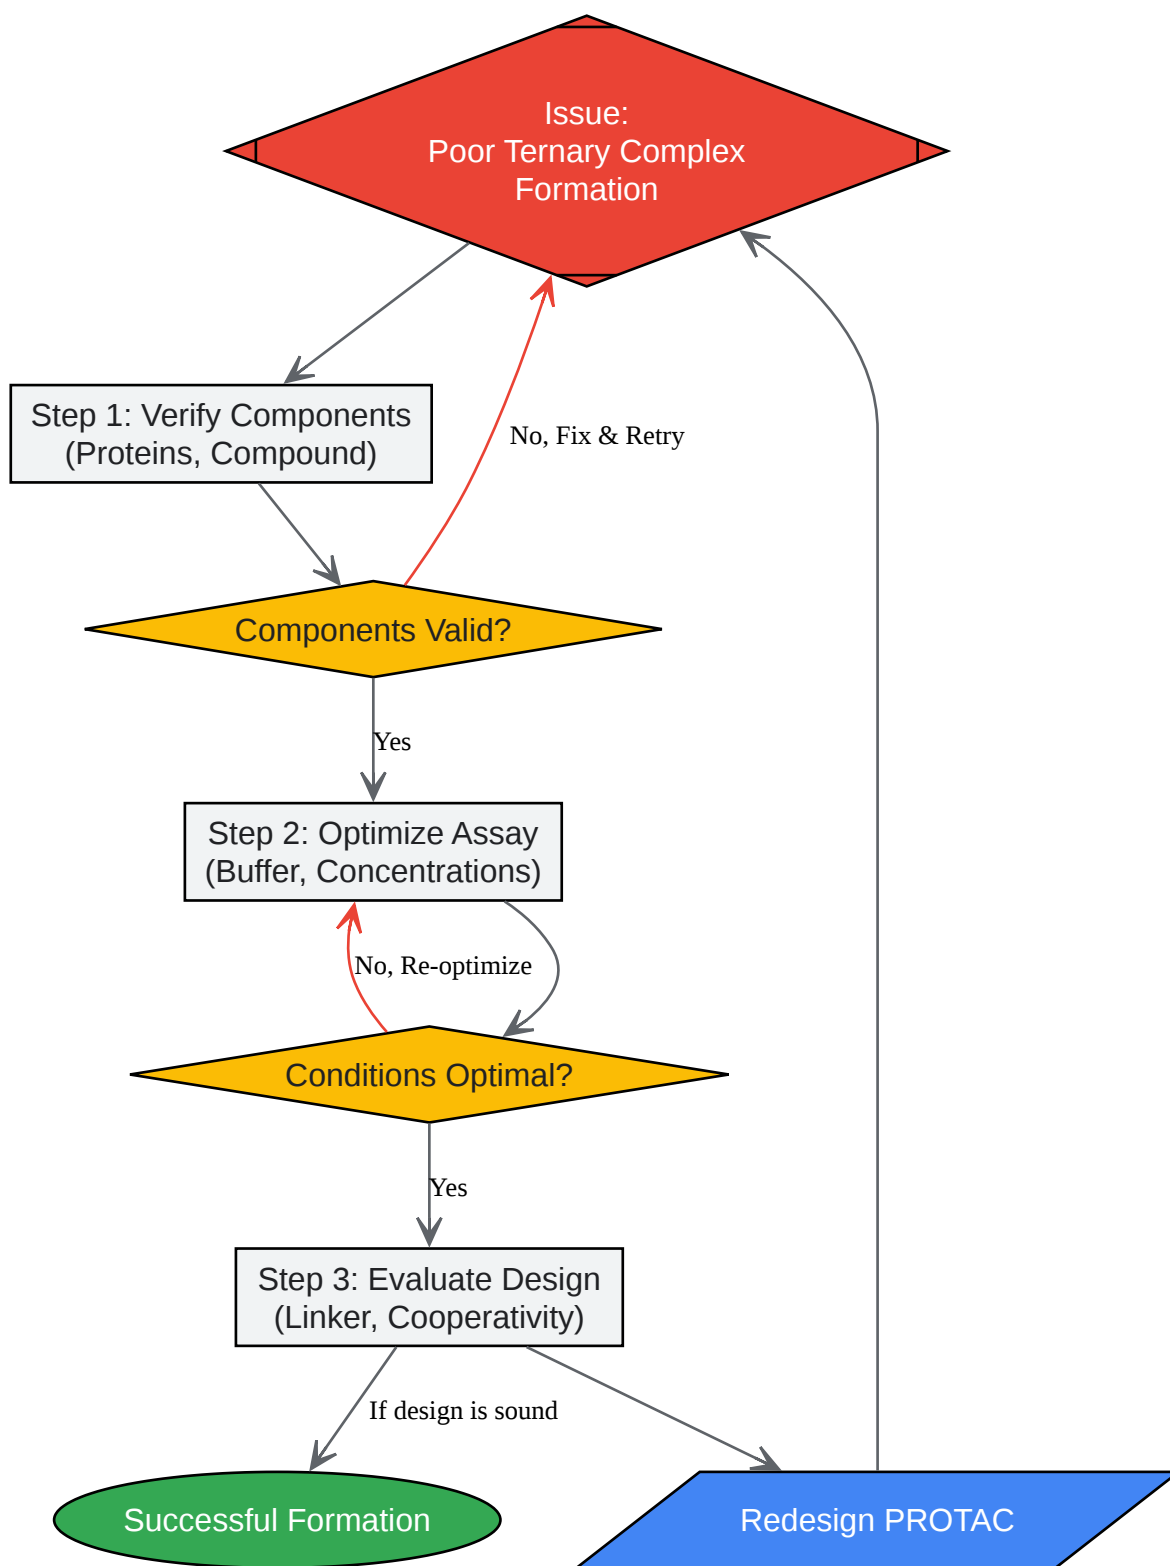 Issue:
Poor Ternary Complex
Formation
Step 1: Verify Components
(Proteins, Compound)
No, Fix & Retry
Components Valid?
Yes
Step 2: Optimize Assay
(Buffer, Concentrations)
No, Re-optimize
Conditions Optimal?
Yes
Step 3: Evaluate Design
(Linker, Cooperativity)
If design is sound
Successful Formation
Redesign PROTAC